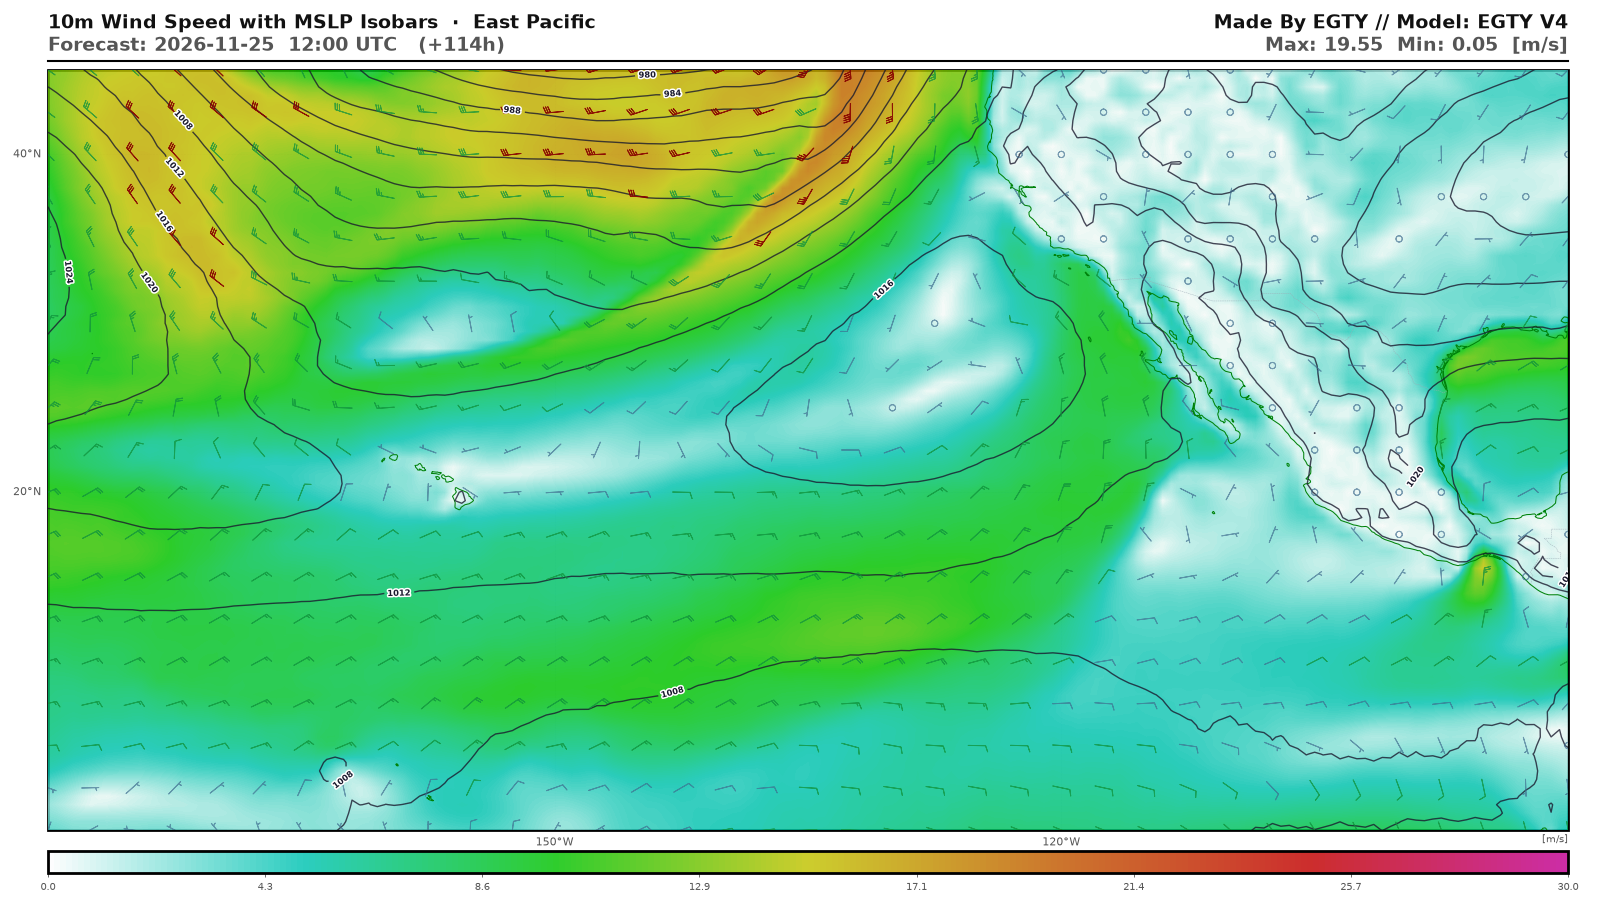 10m Wind Speed with MSLP Isobars · East Pacific
Made By EGTY // Model: EGTY V4
Forecast: 2026-11-25 12:00 UTC (+114h)
Max: 19.55 Min: 0.05 [m/s]
980
984
988
1008
1012
1016
1020
1024
1016
1020
1012
1008
1008
40°N
20°N
150°W
120°W
[m/s]
0.0
4.3
8.6
12.9
17.1
21.4
25.7
30.0